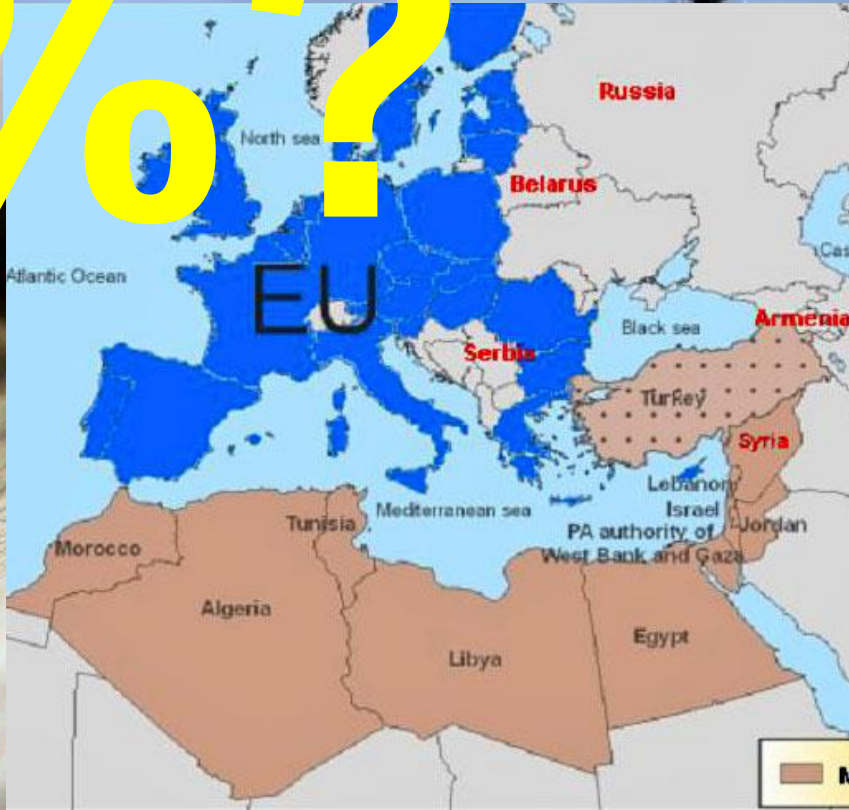 %?
Russia
North sea
Belarus
Atlantic Ocean
EU
Black sea
Armenia
Serbia
Turkey
Syria
Lebanon
Israel
Tunisia
Mediterranean sea
PA authority of
West Bank and Gaza
Jordan
Morocco
Algeria
Egypt
Libya